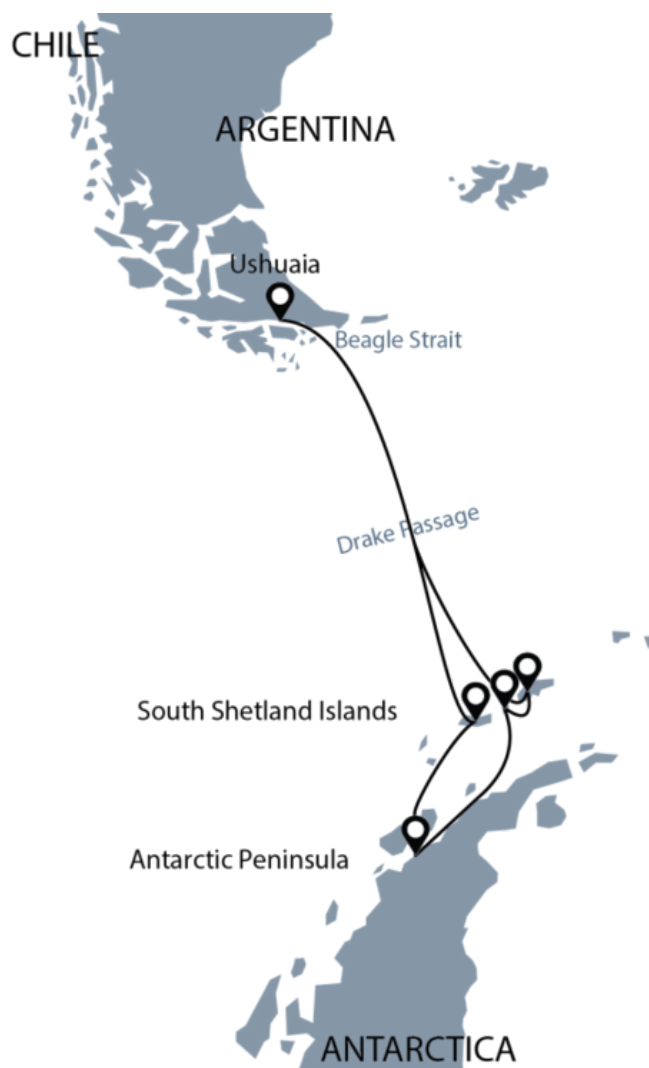 CHILE
ARGENTINA
Ushuaia
Beagle Strait
Drake Passage
South Shetland Islands
Antarctic Peninsula
ANTARCTICA